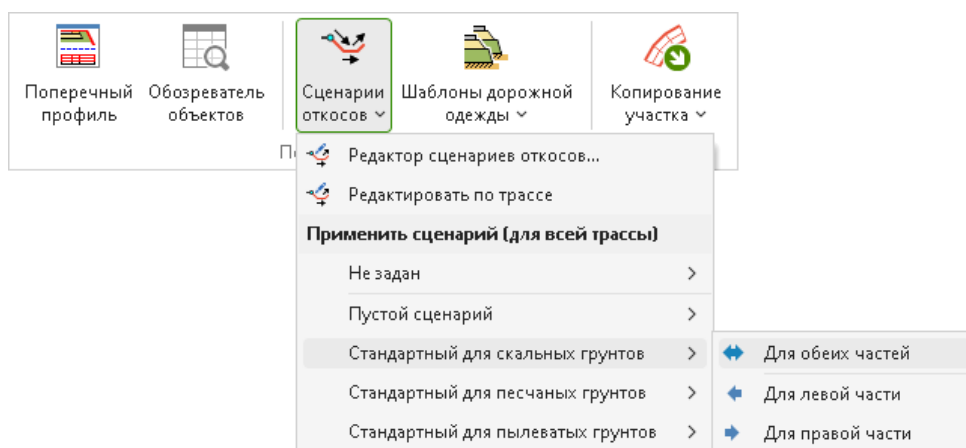 Поперечный профиль
Обозреватель объектов
Сценарии откосов
Шаблоны дорожной одежды
Копирование участка
Редактор сценариев откосов...
Редактировать по трассе
Применить сценарий (для всей трассы)
Не задан
Пустой сценарий
Стандартный для скальных грунтов
Для обеих частей
Стандартный для песчаных грунтов
Для левой части
Стандартный для пылеватых грунтов
Для правой части